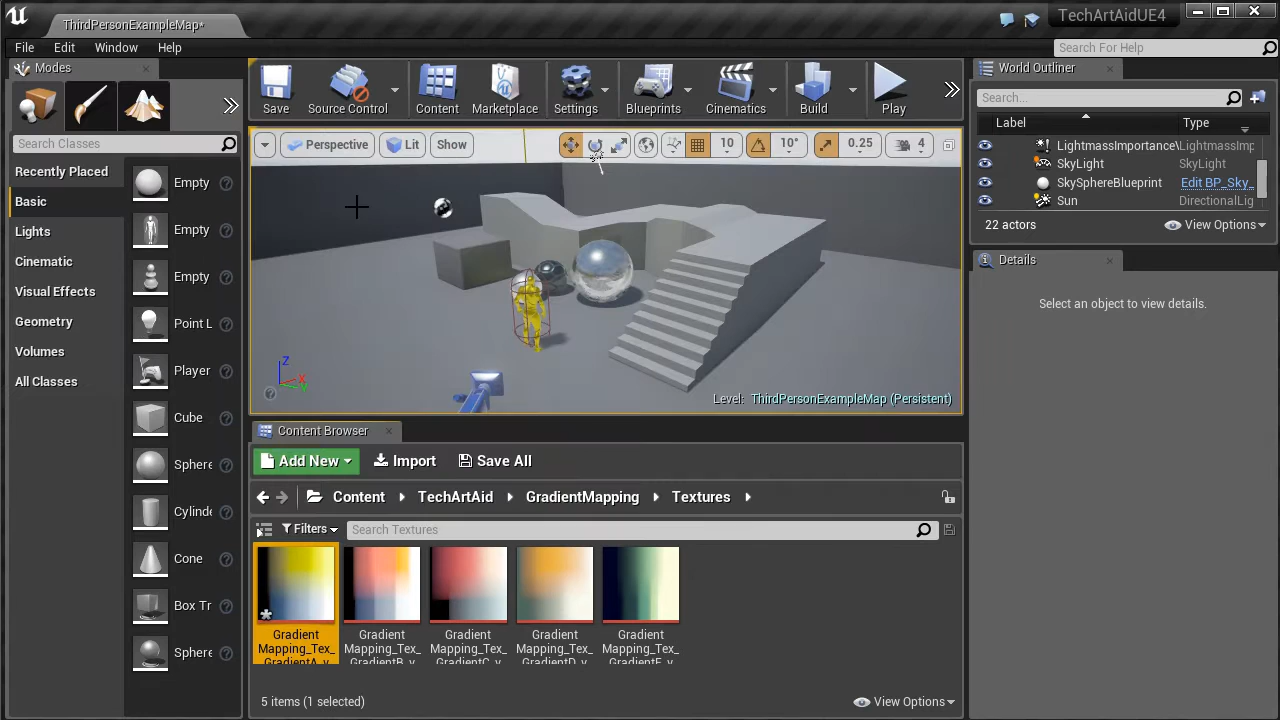 ThirdPersonExampleMap*
TechArtAidUE4
File Edit Window Help
Search For Help
Modes
Save
Source Control
Content
Marketplace
Settings
Blueprints
Cinematics
Build
Play
World Outliner
Search...
Label Type
LightmassImportance\ LightmassImp
SkyLight SkyLight
SkySphereBlueprint Edit BP_Sky_
Sun DirectionalLig
22 actors
View Options
Details
Select an object to view details.
Search Classes
Recently Placed
Basic
Lights
Cinematic
Visual Effects
Geometry
Volumes
All Classes
Empty
Empty
Empty
Point L
Player
Cube
Sphere
Cylinde
Cone
Box Tr
Sphere
Perspective
Lit
Show
10
10°
0.25
4
Z
X
Level: ThirdPersonExampleMap (Persistent)
Content Browser
Add New
Import
Save All
Content
TechArtAid
GradientMapping
Textures
Filters
Search Textures
Gradient
Mapping_Tex_
GradientA_v
Gradient
Mapping_Tex_
GradientB_v
Gradient
Mapping_Tex_
GradientC_v
Gradient
Mapping_Tex_
GradientD_v
Gradient
Mapping_Tex_
GradientE_v
5 items (1 selected)
View Options